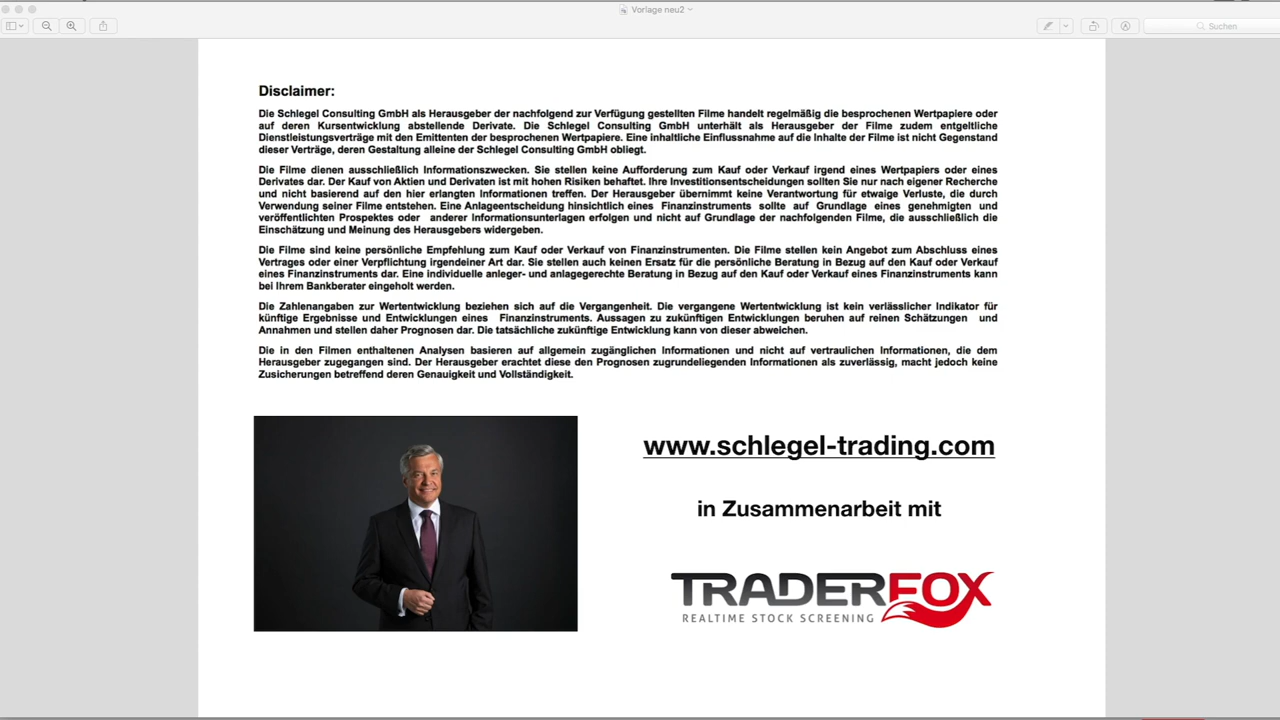 Vorlage neu2
Suchen
Disclaimer:
Die Schlegel Consulting GmbH als Herausgeber der nachfolgend zur Verfügung gestellten Filme handelt regelmäßig die besprochenen Wertpapiere oder
auf deren Kursentwicklung abstellende Derivate. Die Schlegel Consulting GmbH unterhält als Herausgeber der Filme zudem entgeltliche
Dienstleistungsverträge mit den Emittenten der besprochenen Wertpapiere. Eine inhaltliche Einflussnahme auf die Inhalte der Filme ist nicht Gegenstand
dieser Verträge, deren Gestaltung alleine der Schlegel Consulting GmbH obliegt.
Die Filme dienen ausschließlich Informationszwecken. Sie stellen keine Aufforderung zum Kauf oder Verkauf irgend eines Wertpapiers oder eines
Derivates dar. Der Kauf von Aktien und Derivaten ist mit hohen Risiken behaftet. Ihre Investitionsentscheidungen sollten Sie nur nach eigener Recherche
und nicht basierend auf den hier erlangten Informationen treffen. Der Herausgeber übernimmt keine Verantwortung für etwaige Verluste, die durch
Verwendung seiner Filme entstehen. Eine Anlageentscheidung hinsichtlich eines Finanzinstruments sollte auf Grundlage eines genehmigten und
veröffentlichten Prospektes oder anderer Informationsunterlagen erfolgen und nicht auf Grundlage der nachfolgenden Filme, die ausschließlich die
Einschätzung und Meinung des Herausgebers widergeben.
Die Filme sind keine persönliche Empfehlung zum Kauf oder Verkauf von Finanzinstrumenten. Die Filme stellen kein Angebot zum Abschluss eines
Vertrages oder einer Verpflichtung irgendeiner Art dar. Sie stellen auch keinen Ersatz für die persönliche Beratung in Bezug auf den Kauf oder Verkauf
eines Finanzinstruments dar. Eine individuelle anleger- und anlagegerechte Beratung in Bezug auf den Kauf oder Verkauf eines Finanzinstruments kann
bei Ihrem Bankberater eingeholt werden.
Die Zahlenangaben zur Wertentwicklung beziehen sich auf die Vergangenheit. Die vergangene Wertentwicklung ist kein verlässlicher Indikator für
künftige Ergebnisse und Entwicklungen eines Finanzinstruments. Aussagen zu zukünftigen Entwicklungen beruhen auf reinen Schätzungen und
Annahmen und stellen daher Prognosen dar. Die tatsächliche zukünftige Entwicklung kann von dieser abweichen.
Die in den Filmen enthaltenen Analysen basieren auf allgemein zugänglichen Informationen und nicht auf vertraulichen Informationen, die dem
Herausgeber zugegangen sind. Der Herausgeber erachtet diese den Prognosen zugrundeliegenden Informationen als zuverlässig, macht jedoch keine
Zusicherungen betreffend deren Genauigkeit und Vollständigkeit.
www.schlegel-trading.com
in Zusammenarbeit mit
TRADERFOX
REALTIME STOCK SCREENING